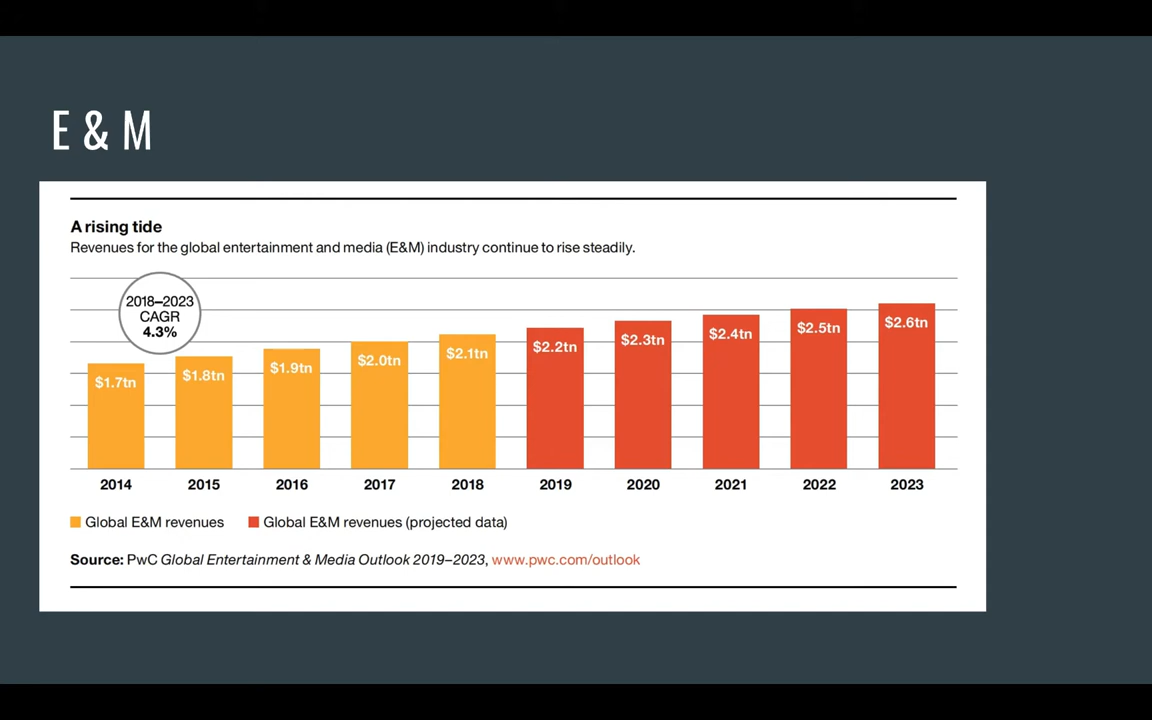 E & M
A rising tide
Revenues for the global entertainment and media (E&M) industry continue to rise steadily.
2018–2023
CAGR
4.3%
$1.7tn $1.8tn $1.9tn $2.0tn $2.1tn $2.2tn $2.3tn $2.4tn $2.5tn $2.6tn
2014 2015 2016 2017 2018 2019 2020 2021 2022 2023
Global E&M revenues Global E&M revenues (projected data)
Source: PwC Global Entertainment & Media Outlook 2019–2023, www.pwc.com/outlook